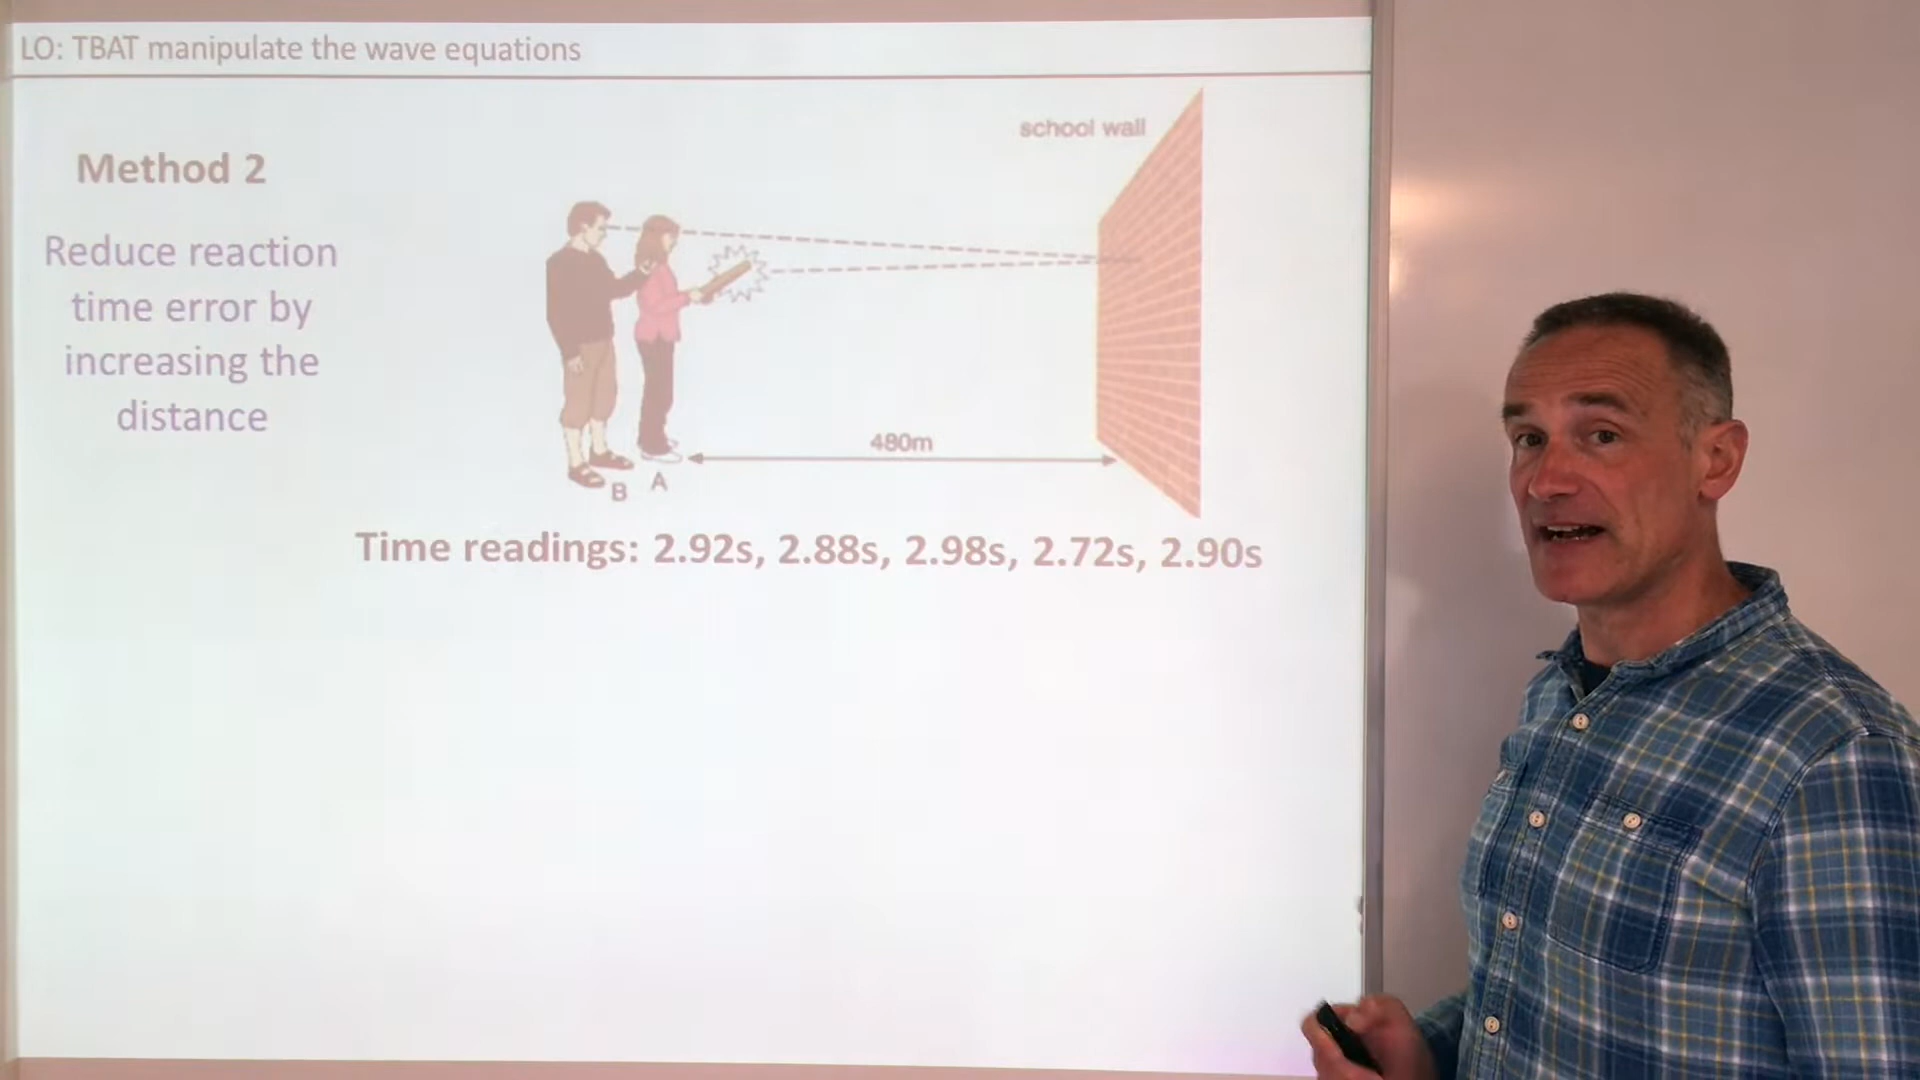 LO: TBAT manipulate the wave equations
school wall
Method 2
Reduce reaction
time error by
increasing the
distance
480m
B A
Time readings: 2.92s, 2.88s, 2.98s, 2.72s, 2.90s